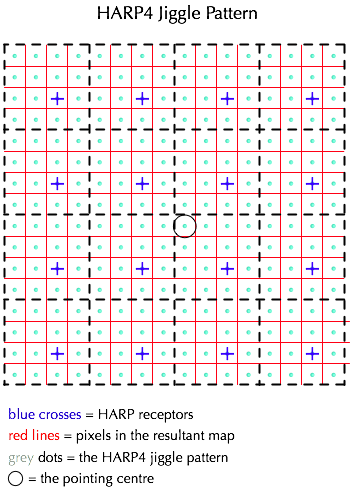 HARP4 Jiggle Pattern
blue crosses = HARP receptors
red lines = pixels in the resultant map
grey dots = the HARP4 jiggle pattern
= the pointing centre